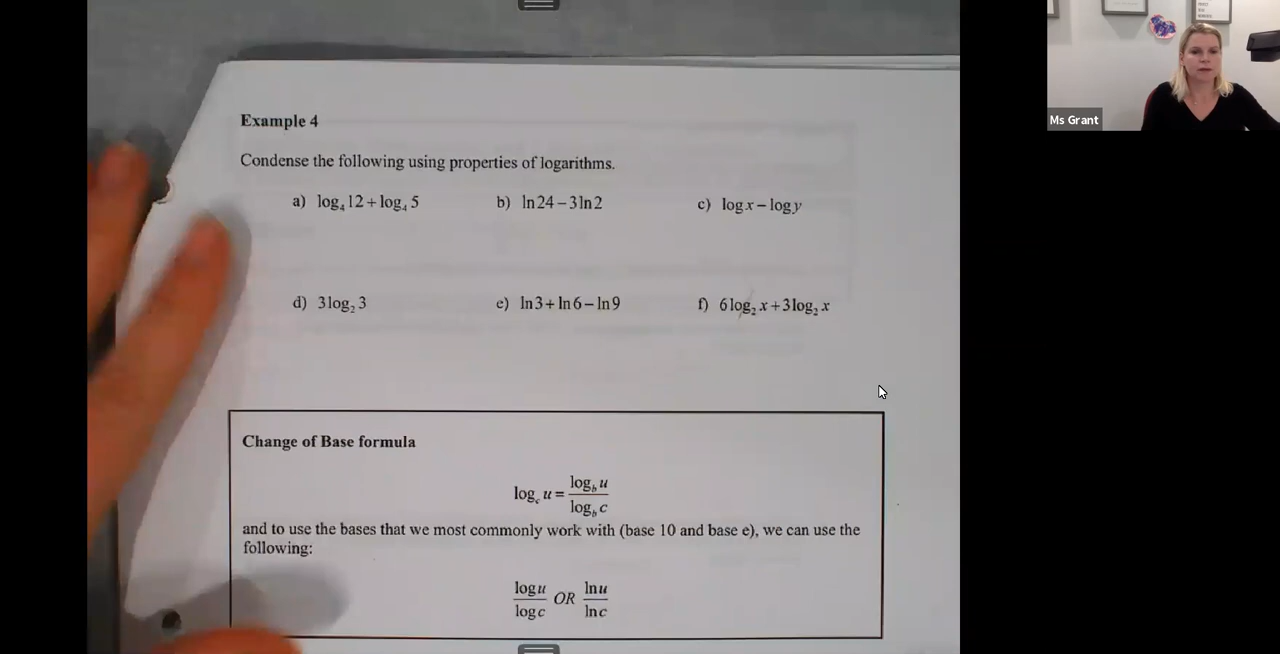 Example 4
Condense the following using properties of logarithms.
a) log₄ 12 + log₄ 5 b) ln 24 − 3 ln 2 c) log x − log y
d) 3 log₂ 3 e) ln 3 + ln 6 − ln 9 f) 6 log₂ x + 3 log₂ x
Change of Base formula
log_c u = log_b u / log_b c
and to use the bases that we most commonly work with (base 10 and base e), we can use the
following:
log u / log c OR ln u / ln c
Ms Grant